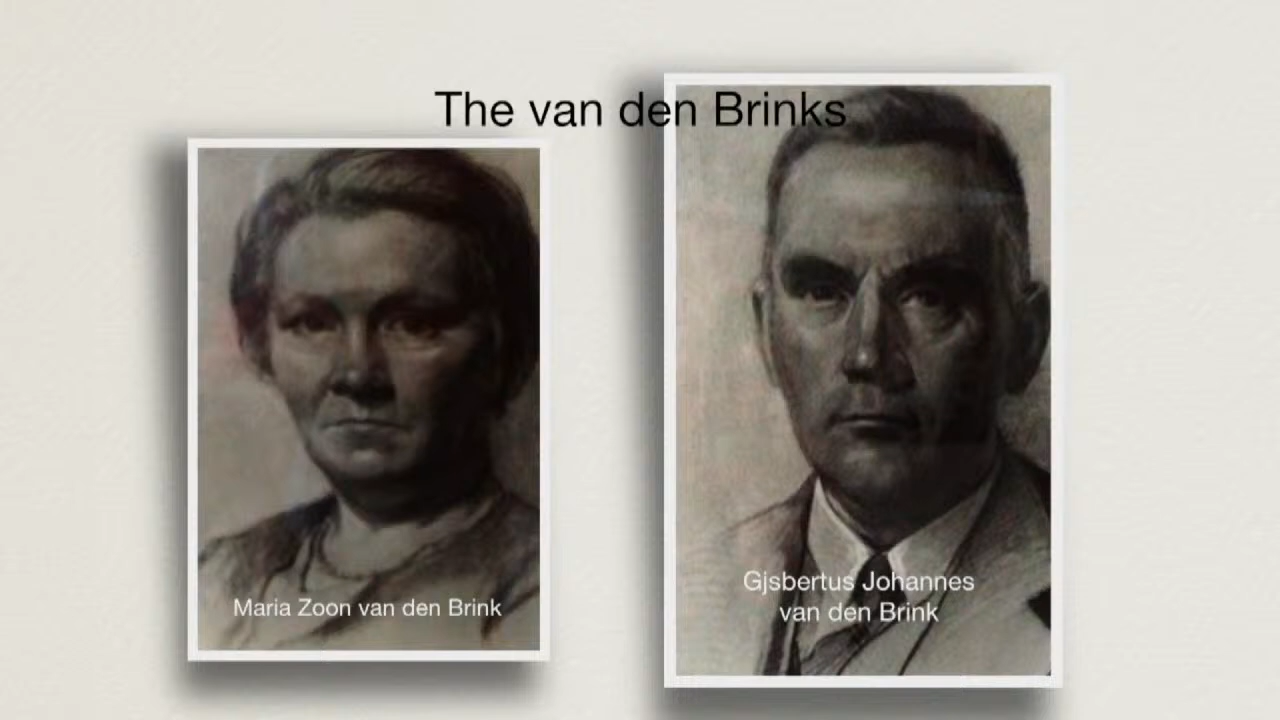 The van den Brinks
Maria Zoon van den Brink
Gjsbertus Johannes
van den Brink